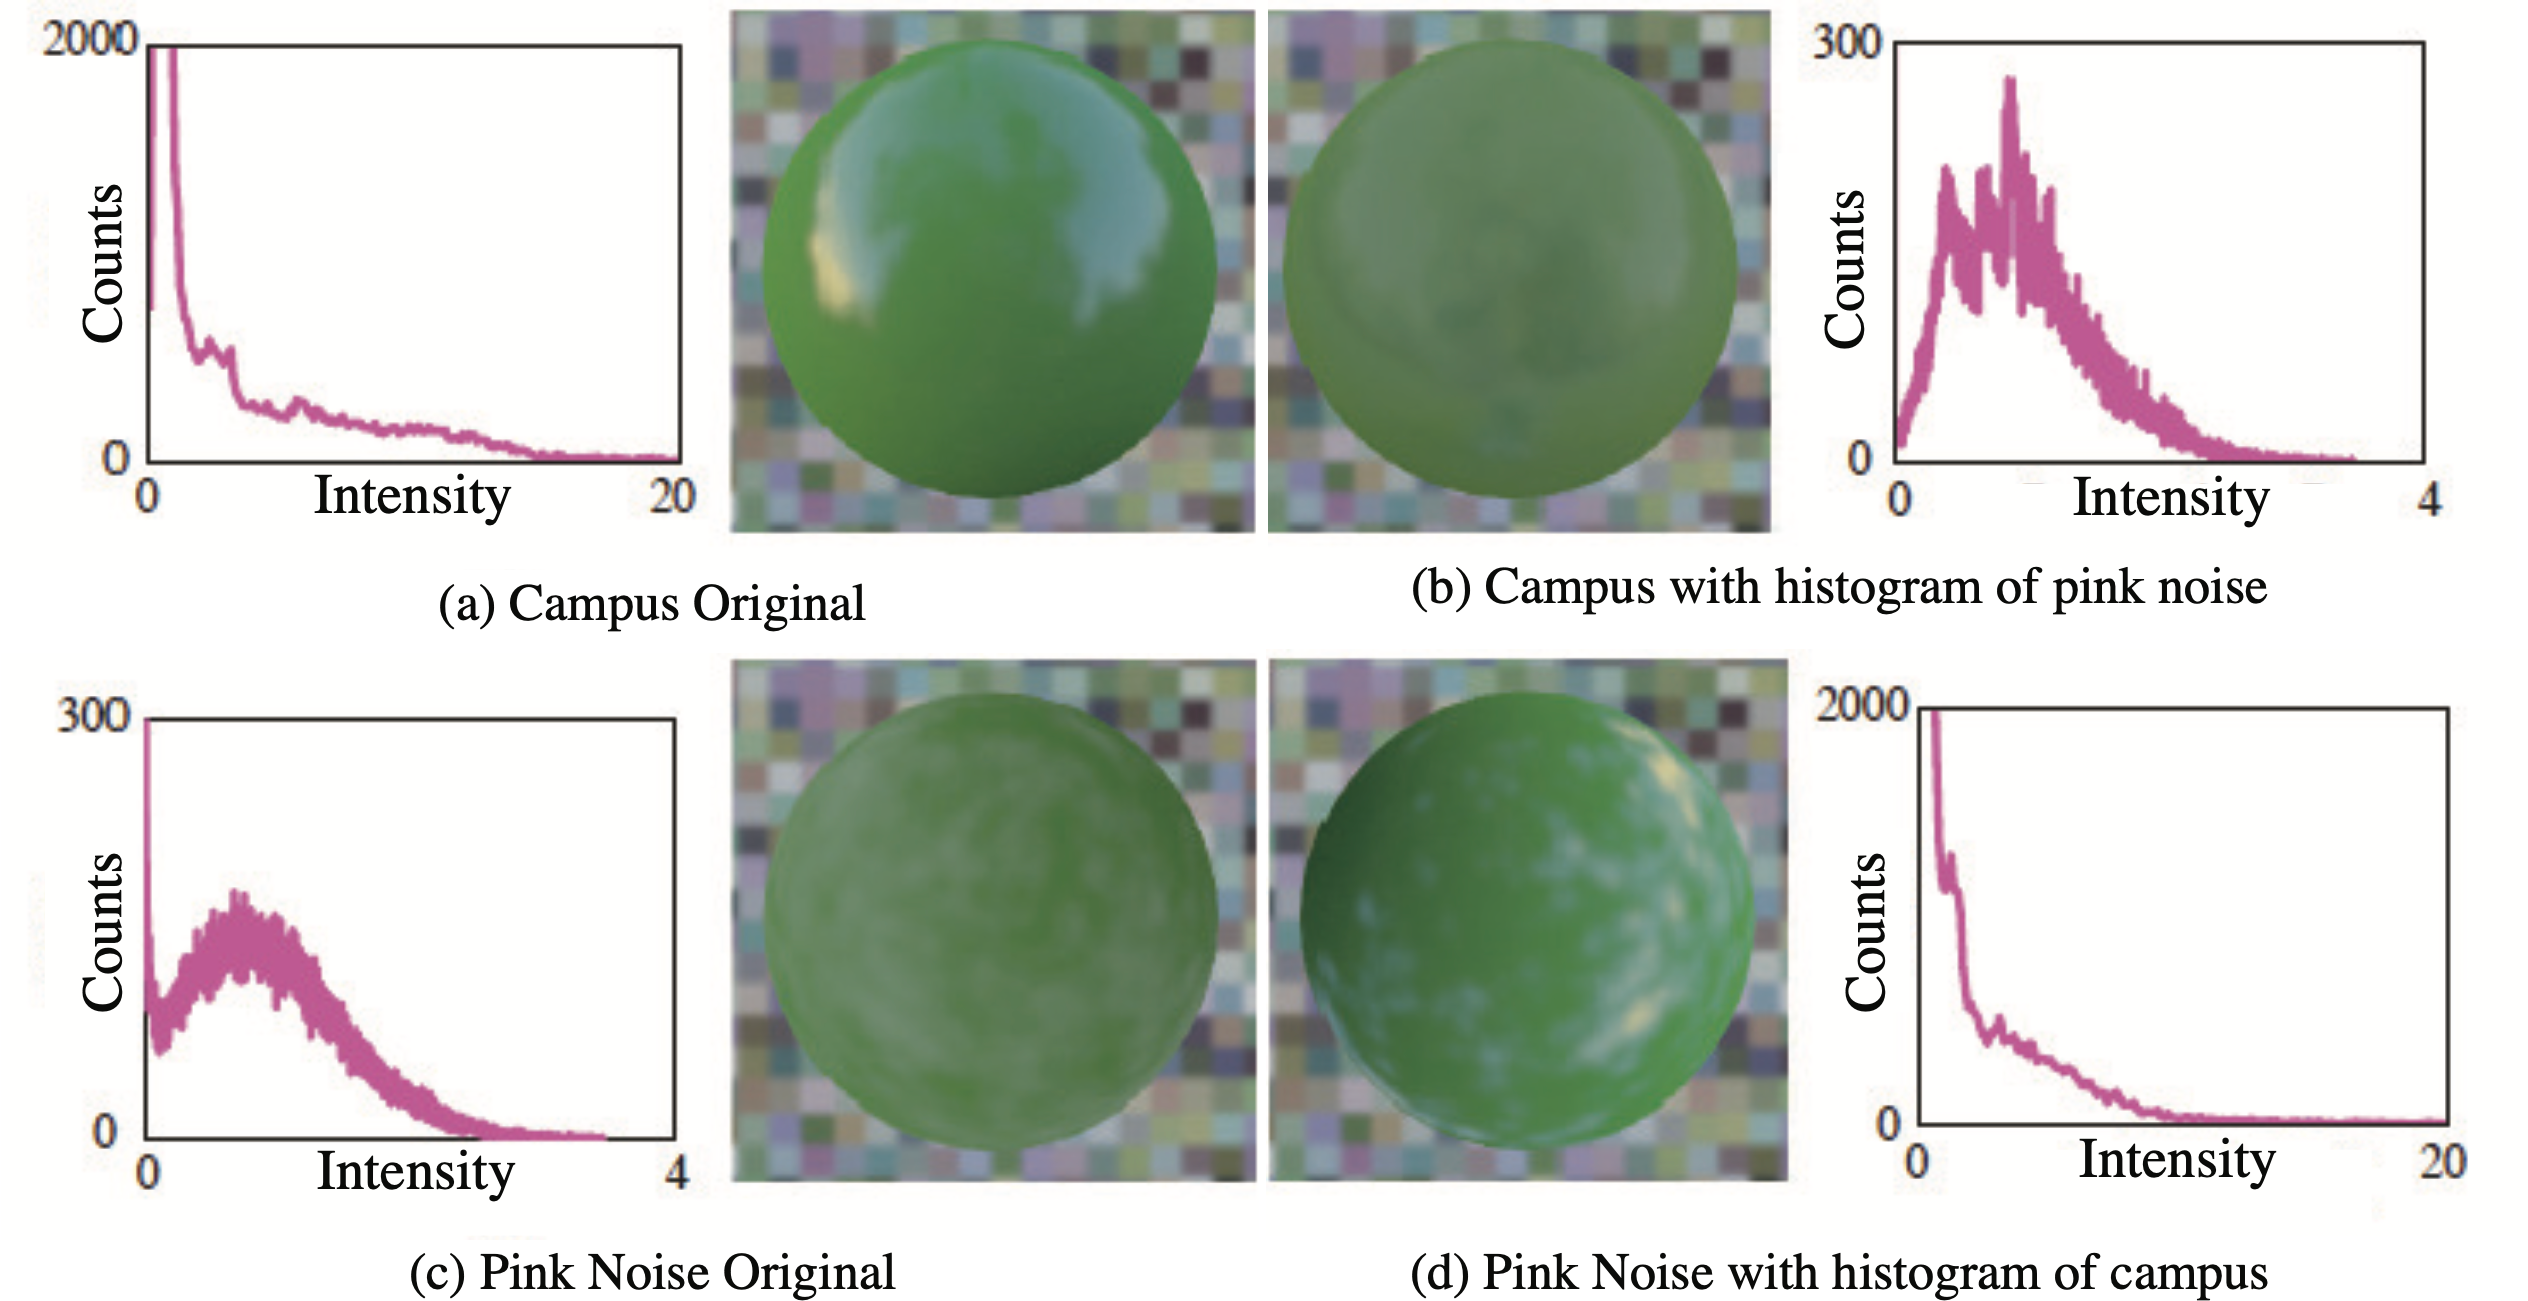 2000
Counts
0
0 Intensity 20
(a) Campus Original
300
Counts
0
0 Intensity 4
(b) Campus with histogram of pink noise
300
Counts
0
0 Intensity 4
(c) Pink Noise Original
2000
Counts
0
0 Intensity 20
(d) Pink Noise with histogram of campus